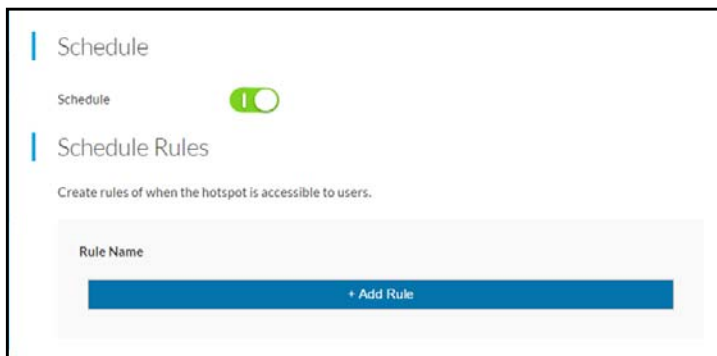 Schedule
Schedule
Schedule Rules
Create rules of when the hotspot is accessible to users.
Rule Name
+ Add Rule